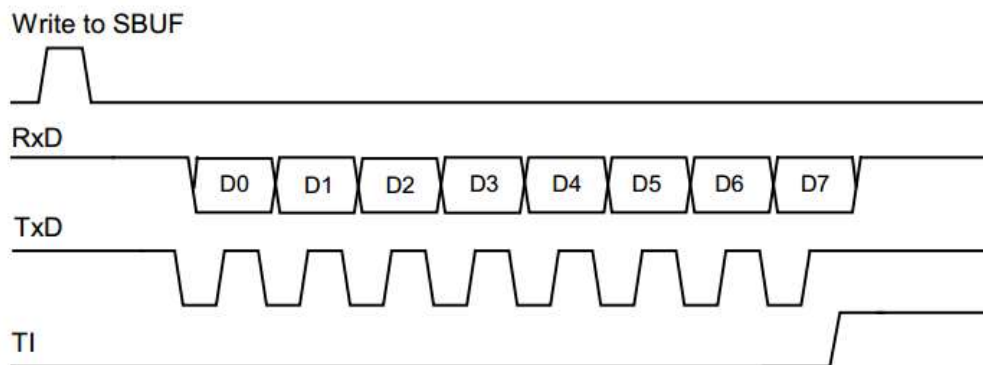 Write to SBUF
RxD
D0 D1 D2 D3 D4 D5 D6 D7
TxD
TI